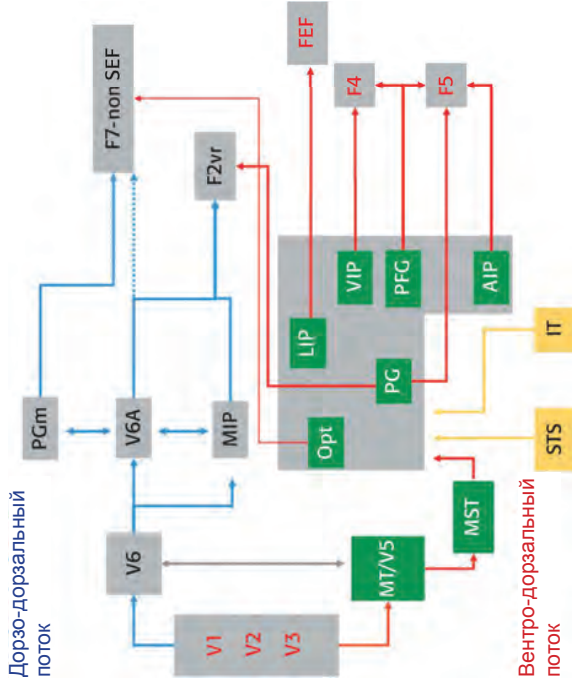 Дорзо-дорзальный
поток
PGm
F7-non SEF
V6
V6A
MIP
F2vr
FEF
V1
V2
V3
MT/V5
MST
Opt
PG
LIP
VIP
PFG
AIP
F4
F5
STS
IT
Вентро-дорзальный
поток